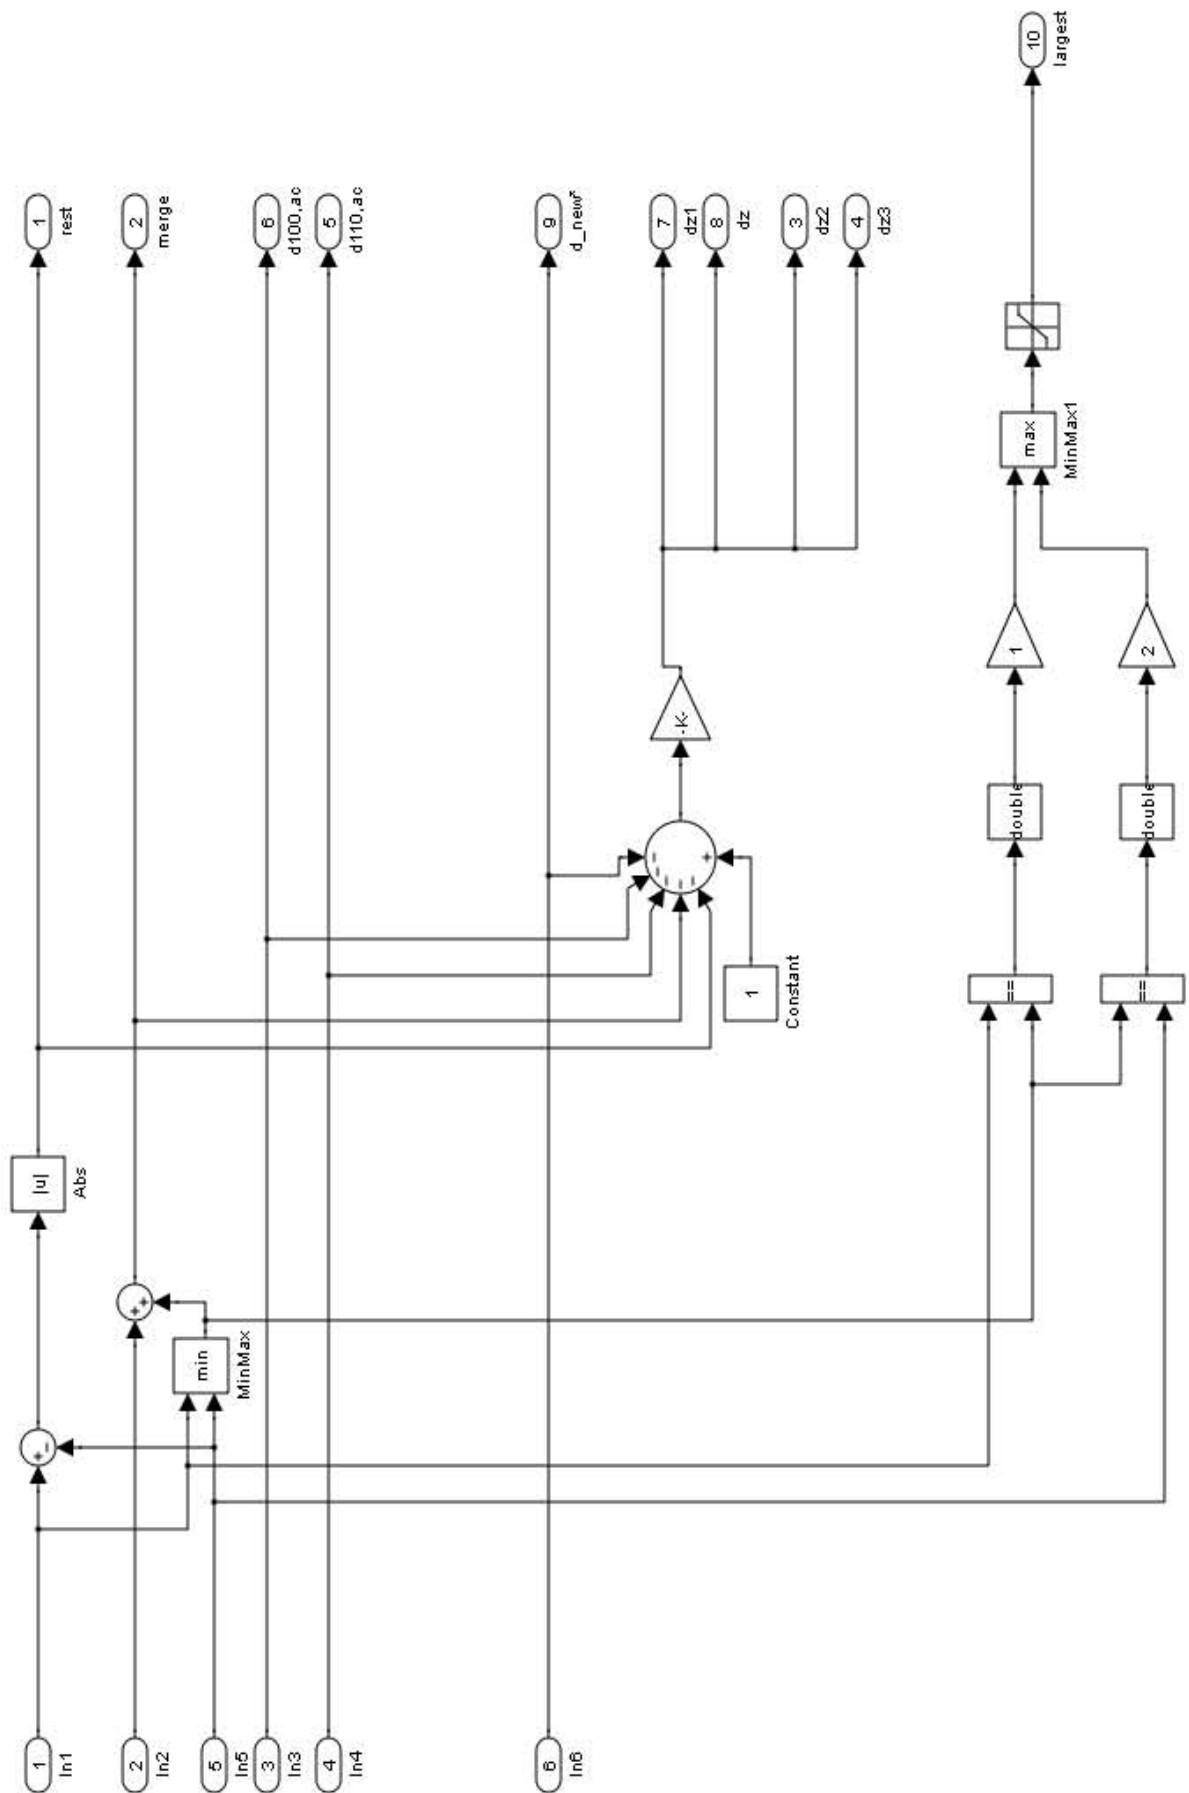 1
In1
2
In2
5
In5
3
In3
4
In4
6
In6
+
−
|u|
Abs
min
MinMax
+
+
1
Constant
−
−
−
−
−
+
-K-
==
==
double
double
1
2
max
MinMax1
1
rest
2
merge
6
d100,ac
5
d110,ac
9
d_new*
7
dz1
8
dz
3
dz2
4
dz3
10
largest